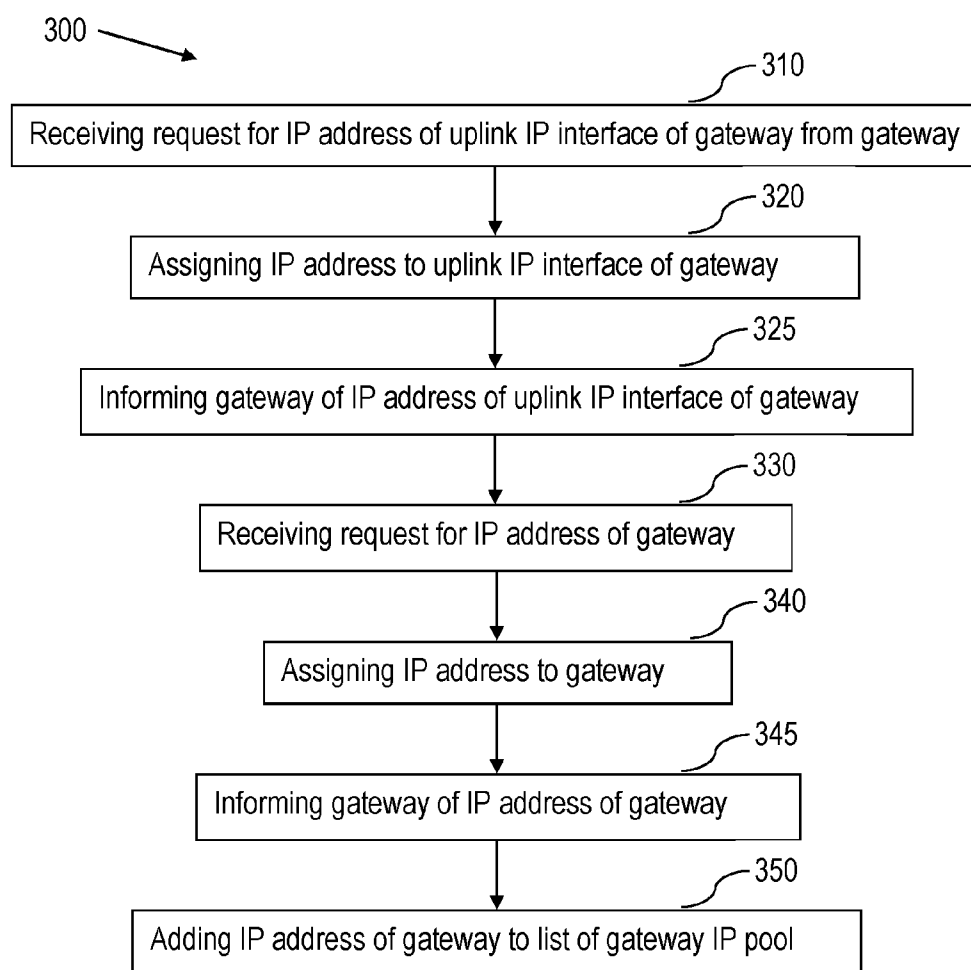 300
310
Receiving request for IP address of uplink IP interface of gateway from gateway
320
Assigning IP address to uplink IP interface of gateway
325
Informing gateway of IP address of uplink IP interface of gateway
330
Receiving request for IP address of gateway
340
Assigning IP address to gateway
345
Informing gateway of IP address of gateway
350
Adding IP address of gateway to list of gateway IP pool